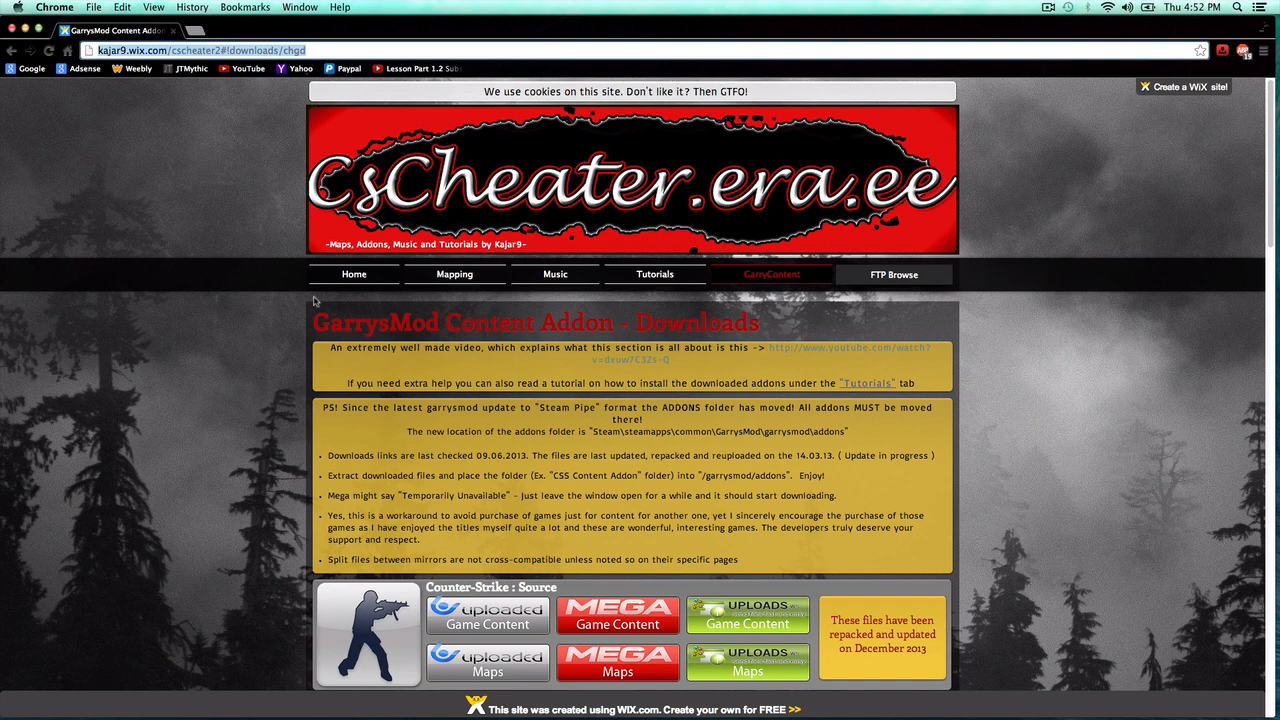 Chrome File Edit View History Bookmarks Window Help Thu 4:52 PM
GarrysMod Content Addon
kajar9.wix.com/cscheater2#!downloads/chgd
Google Adsense Weebly JTMythic YouTube Yahoo Paypal Lesson Part 1.2 Sub
We use cookies on this site. Don't like it? Then GTFO!
Create a WiX site!
CsCheater.era.ee
-Maps, Addons, Music and Tutorials by Kajar9-
Home Mapping Music Tutorials GarryContent FTP Browse
GarrysMod Content Addon - Downloads
An extremely well made video, which explains what this section is all about is this -> http://www.youtube.com/watch?
v=dxuw7C3Zs-Q
If you need extra help you can also read a tutorial on how to install the downloaded addons under the "Tutorials" tab
PS! Since the latest garrysmod update to "Steam Pipe" format the ADDONS folder has moved! All addons MUST be moved
there!
The new location of the addons folder is "Steam\steamapps\common\GarrysMod\garrysmod\addons"
• Downloads links are last checked 09.06.2013. The files are last updated, repacked and reuploaded on the 14.03.13. ( Update in progress )
• Extract downloaded files and place the folder (Ex. "CSS Content Addon" folder) into "/garrysmod/addons". Enjoy!
• Mega might say "Temporarily Unavailable" - Just leave the window open for a while and it should start downloading.
• Yes, this is a workaround to avoid purchase of games just for content for another one, yet I sincerely encourage the purchase of those
games as I have enjoyed the titles myself quite a lot and these are wonderful, interesting games. The developers truly deserve your
support and respect.
• Split files between mirrors are not cross-compatible unless noted so on their specific pages
Counter-Strike : Source
uploaded MEGA UPLOADS
Game Content Game Content Game Content
uploaded MEGA UPLOADS
Maps Maps Maps
These files have been
repacked and updated
on December 2013
This site was created using WIX.com. Create your own for FREE >>